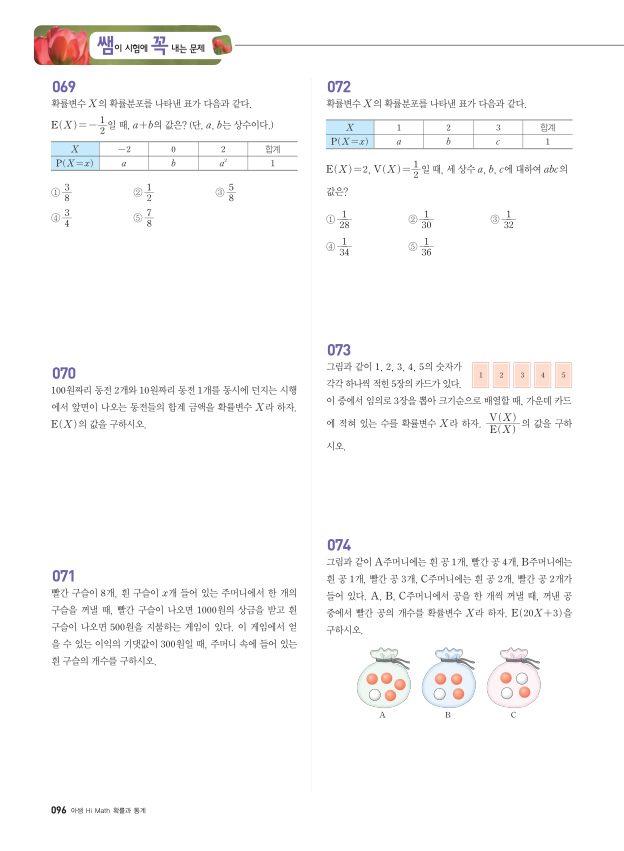 쌤이 시험에 꼭 내는 문제
069
확률변수 X의 확률분포를 나타낸 표가 다음과 같다.
E(X)=-1/2일 때, a+b의 값은? (단, a, b는 상수이다.)
X -2 0 2 합계
P(X=x) a b a² 1
① 3/8 ② 1/2 ③ 5/8
④ 3/4 ⑤ 7/8
070
100원짜리 동전 2개와 10원짜리 동전 1개를 동시에 던지는 시행
에서 앞면이 나오는 동전들의 합계 금액을 확률변수 X라 하자.
E(X)의 값을 구하시오.
071
빨간 구슬이 8개, 흰 구슬이 x개 들어 있는 주머니에서 한 개의
구슬을 꺼낼 때, 빨간 구슬이 나오면 1000원의 상금을 받고 흰
구슬이 나오면 500원을 지불하는 게임이 있다. 이 게임에서 얻
을 수 있는 이익의 기댓값이 300원일 때, 주머니 속에 들어 있는
흰 구슬의 개수를 구하시오.
072
확률변수 X의 확률분포를 나타낸 표가 다음과 같다.
X 1 2 3 합계
P(X=x) a b c 1
E(X)=2, V(X)=1/2일 때, 세 상수 a, b, c에 대하여 abc의
값은?
① 1/28 ② 1/30 ③ 1/32
④ 1/34 ⑤ 1/36
073
그림과 같이 1, 2, 3, 4, 5의 숫자가
각각 하나씩 적힌 5장의 카드가 있다.
1 2 3 4 5
이 중에서 임의로 3장을 뽑아 크기순으로 배열할 때, 가운데 카드
에 적혀 있는 수를 확률변수 X라 하자. V(X)/E(X)의 값을 구하
시오.
074
그림과 같이 A주머니에는 흰 공 1개, 빨간 공 4개, B주머니에는
흰 공 1개, 빨간 공 3개, C주머니에는 흰 공 2개, 빨간 공 2개가
들어 있다. A, B, C주머니에서 공을 한 개씩 꺼낼 때, 꺼낸 공
중에서 빨간 공의 개수를 확률변수 X라 하자. E(20X+3)을
구하시오.
A B C
096 아샘 Hi Math 확률과 통계